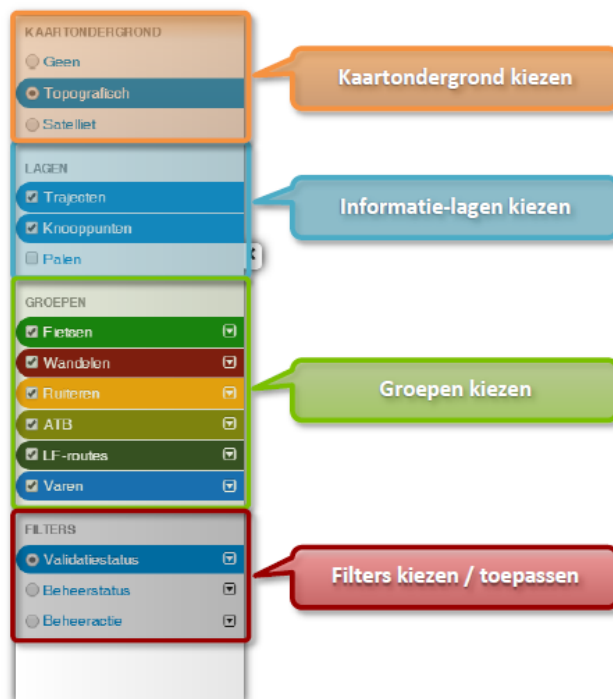 KAARTONDERGROND
Geen
Topografisch
Satelliet
Kaartondergrond kiezen
LAGEN
Trajecten
Knooppunten
Palen
Informatie-lagen kiezen
GROEPEN
Fietsen
Wandelen
Ruiteren
ATB
LF-routes
Varen
Groepen kiezen
FILTERS
Validatiestatus
Beheerstatus
Beheeractie
Filters kiezen / toepassen